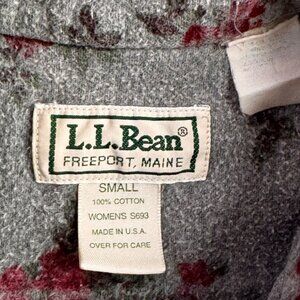 L.L.Bean®
FREEPORT, MAINE
SMALL
100% COTTON
WOMEN'S S693
MADE IN U.S.A.
OVER FOR CARE